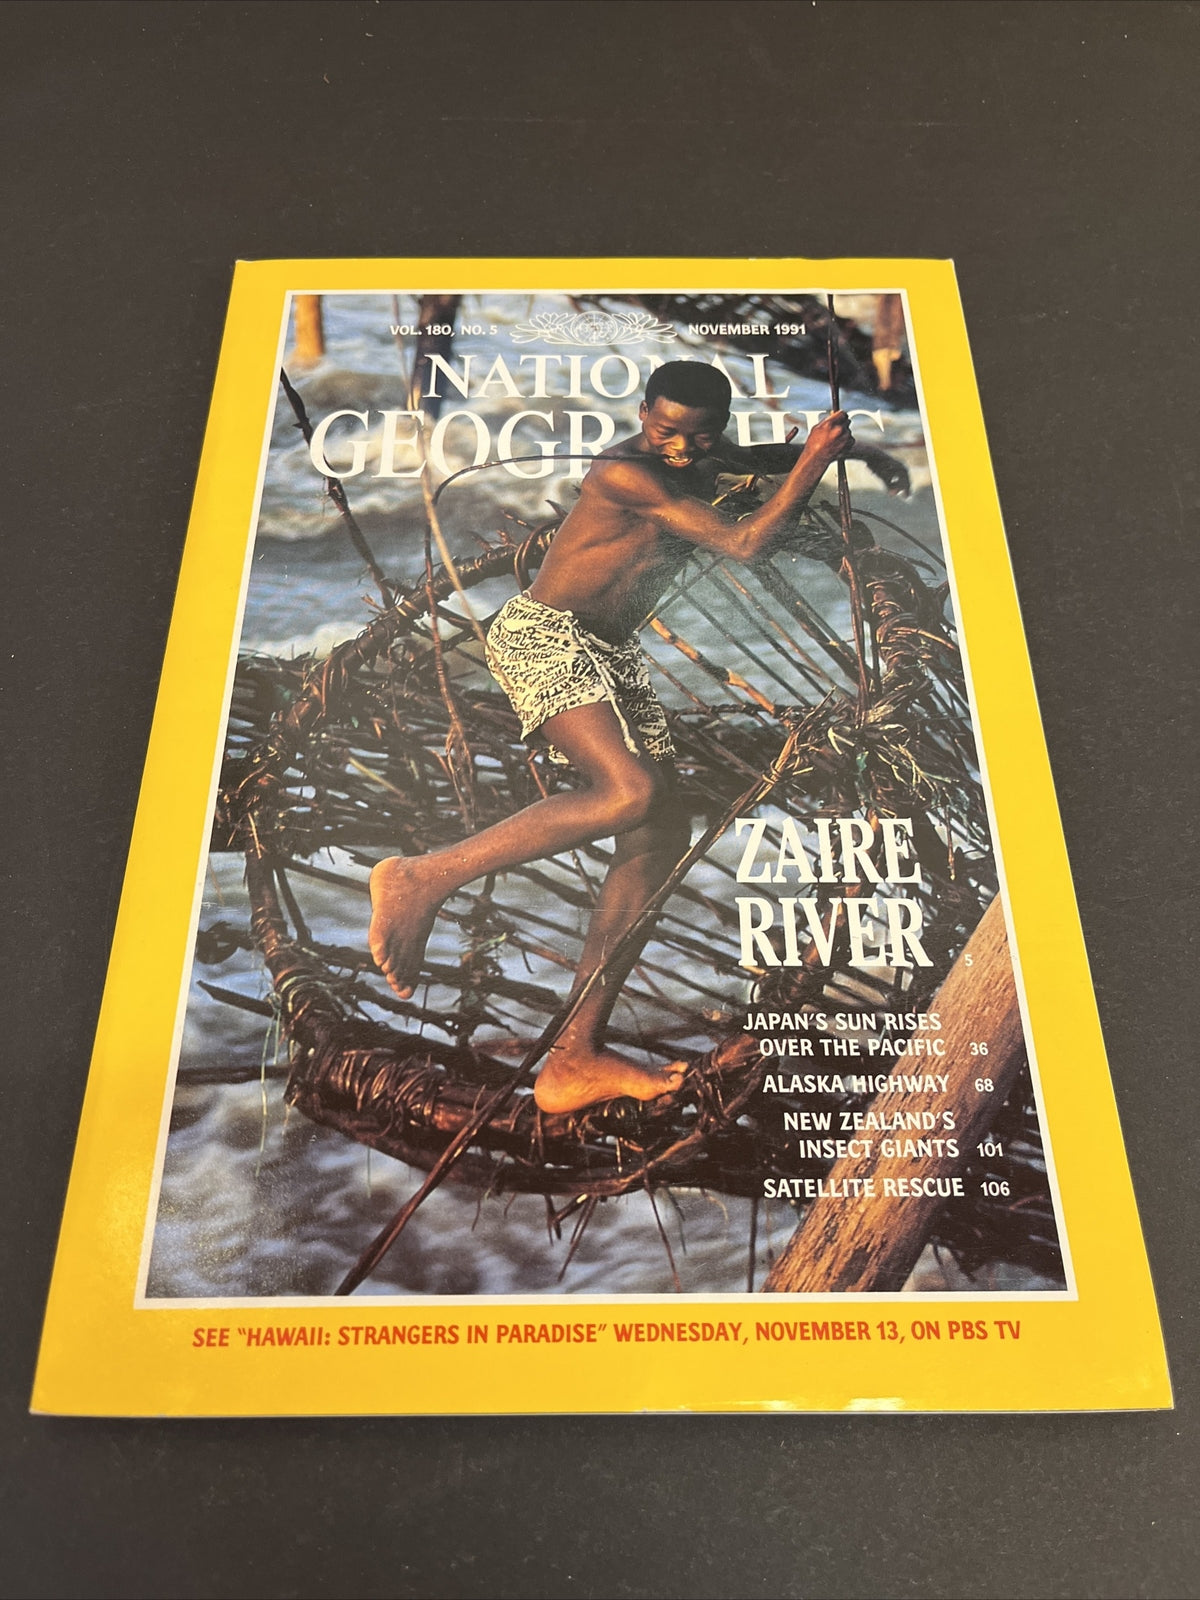 VOL. 180, NO. 5 NOVEMBER 1991
NATIONAL
GEOGRAPHIC
ZAIRE
RIVER 5
JAPAN'S SUN RISES
OVER THE PACIFIC 36
ALASKA HIGHWAY 68
NEW ZEALAND'S
INSECT GIANTS 101
SATELLITE RESCUE 106
SEE "HAWAII: STRANGERS IN PARADISE" WEDNESDAY, NOVEMBER 13, ON PBS TV